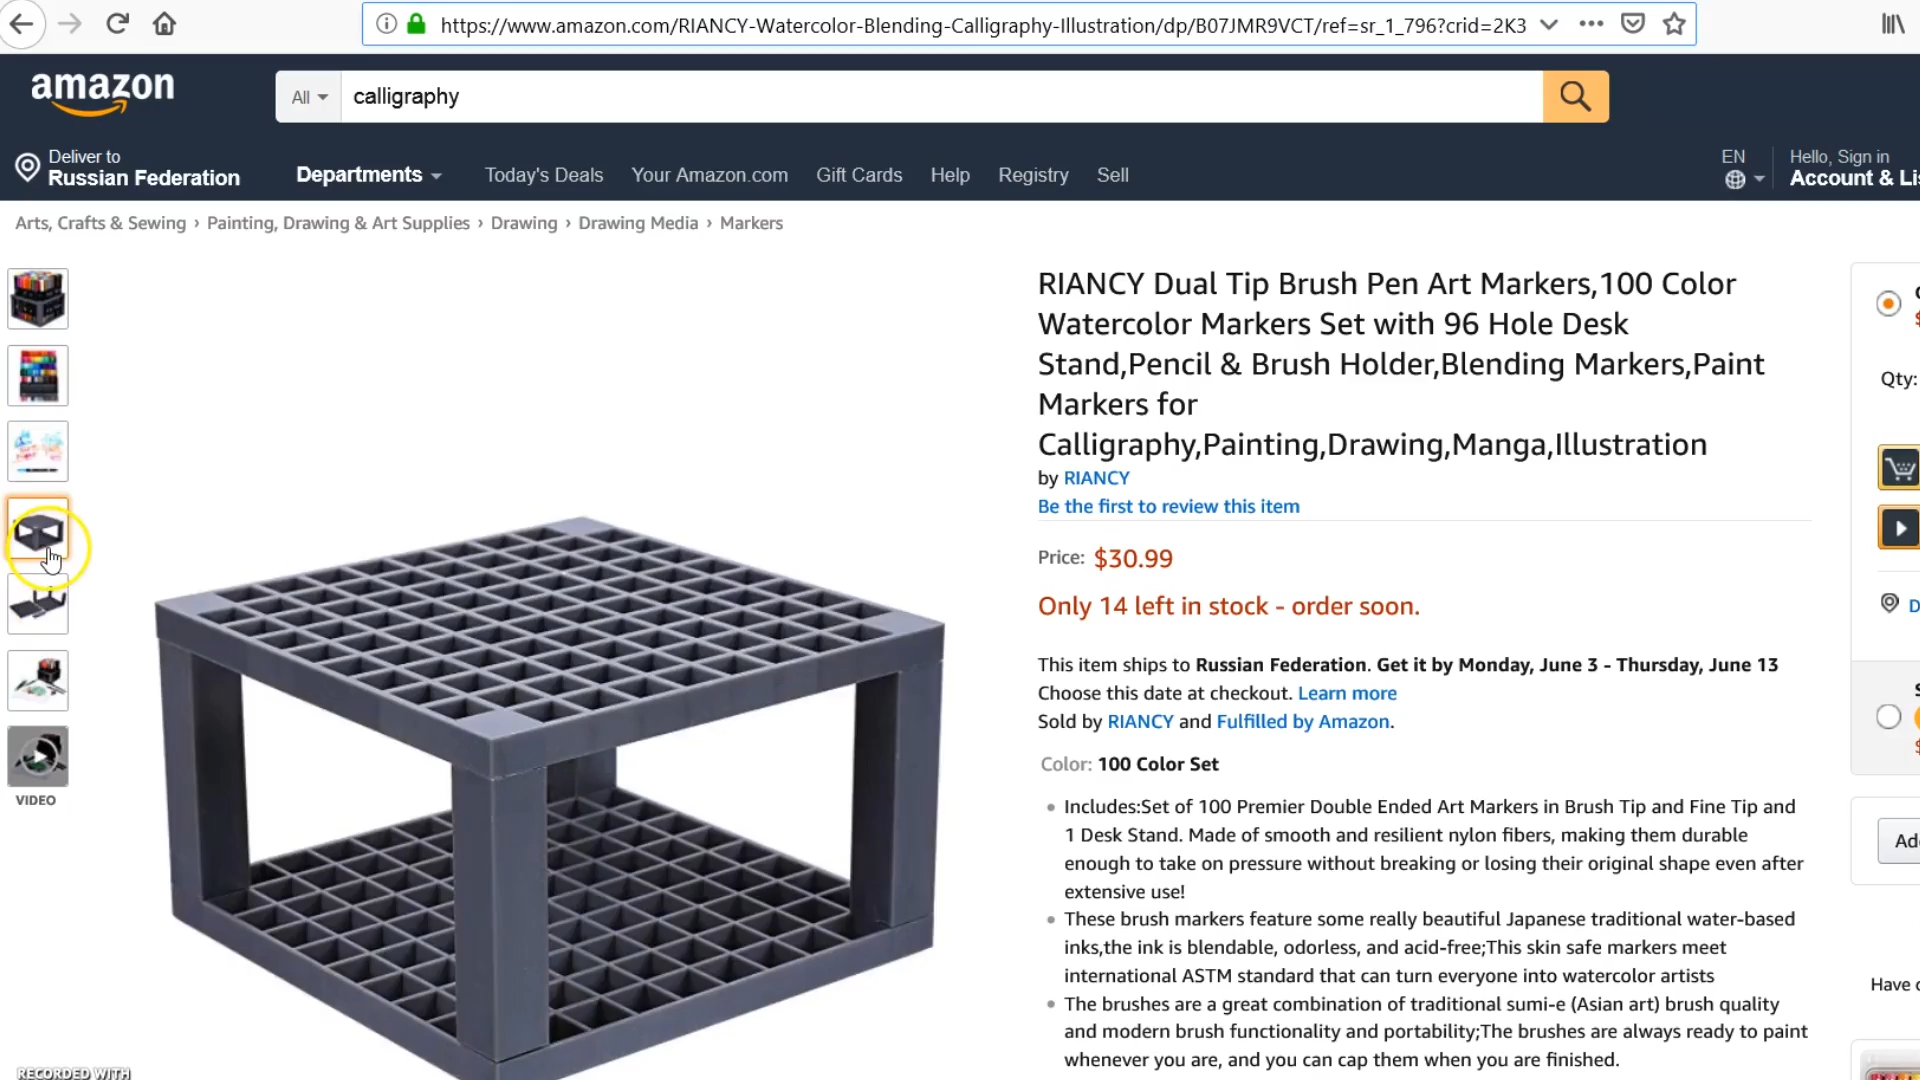 https://www.amazon.com/RIANCY-Watercolor-Blending-Calligraphy-Illustration/dp/B07JMR9VCT/ref=sr_1_796?crid=2K3
amazon
All
calligraphy
Deliver to
Russian Federation
Departments
Today's Deals
Your Amazon.com
Gift Cards
Help
Registry
Sell
EN
Hello, Sign in
Account &
Arts, Crafts & Sewing › Painting, Drawing & Art Supplies › Drawing › Drawing Media › Markers
RIANCY Dual Tip Brush Pen Art Markers,100 Color
Watercolor Markers Set with 96 Hole Desk
Stand,Pencil & Brush Holder,Blending Markers,Paint
Markers for
Calligraphy,Painting,Drawing,Manga,Illustration
by RIANCY
Be the first to review this item
Price: $30.99
Only 14 left in stock - order soon.
This item ships to Russian Federation. Get it by Monday, June 3 - Thursday, June 13
Choose this date at checkout. Learn more
Sold by RIANCY and Fulfilled by Amazon.
Color: 100 Color Set
• Includes:Set of 100 Premier Double Ended Art Markers in Brush Tip and Fine Tip and
1 Desk Stand. Made of smooth and resilient nylon fibers, making them durable
enough to take on pressure without breaking or losing their original shape even after
extensive use!
• These brush markers feature some really beautiful Japanese traditional water-based
inks,the ink is blendable, odorless, and acid-free;This skin safe markers meet
international ASTM standard that can turn everyone into watercolor artists
• The brushes are a great combination of traditional sumi-e (Asian art) brush quality
and modern brush functionality and portability;The brushes are always ready to paint
whenever you are, and you can cap them when you are finished.
Qty:
Have
VIDEO
RECORDED WITH